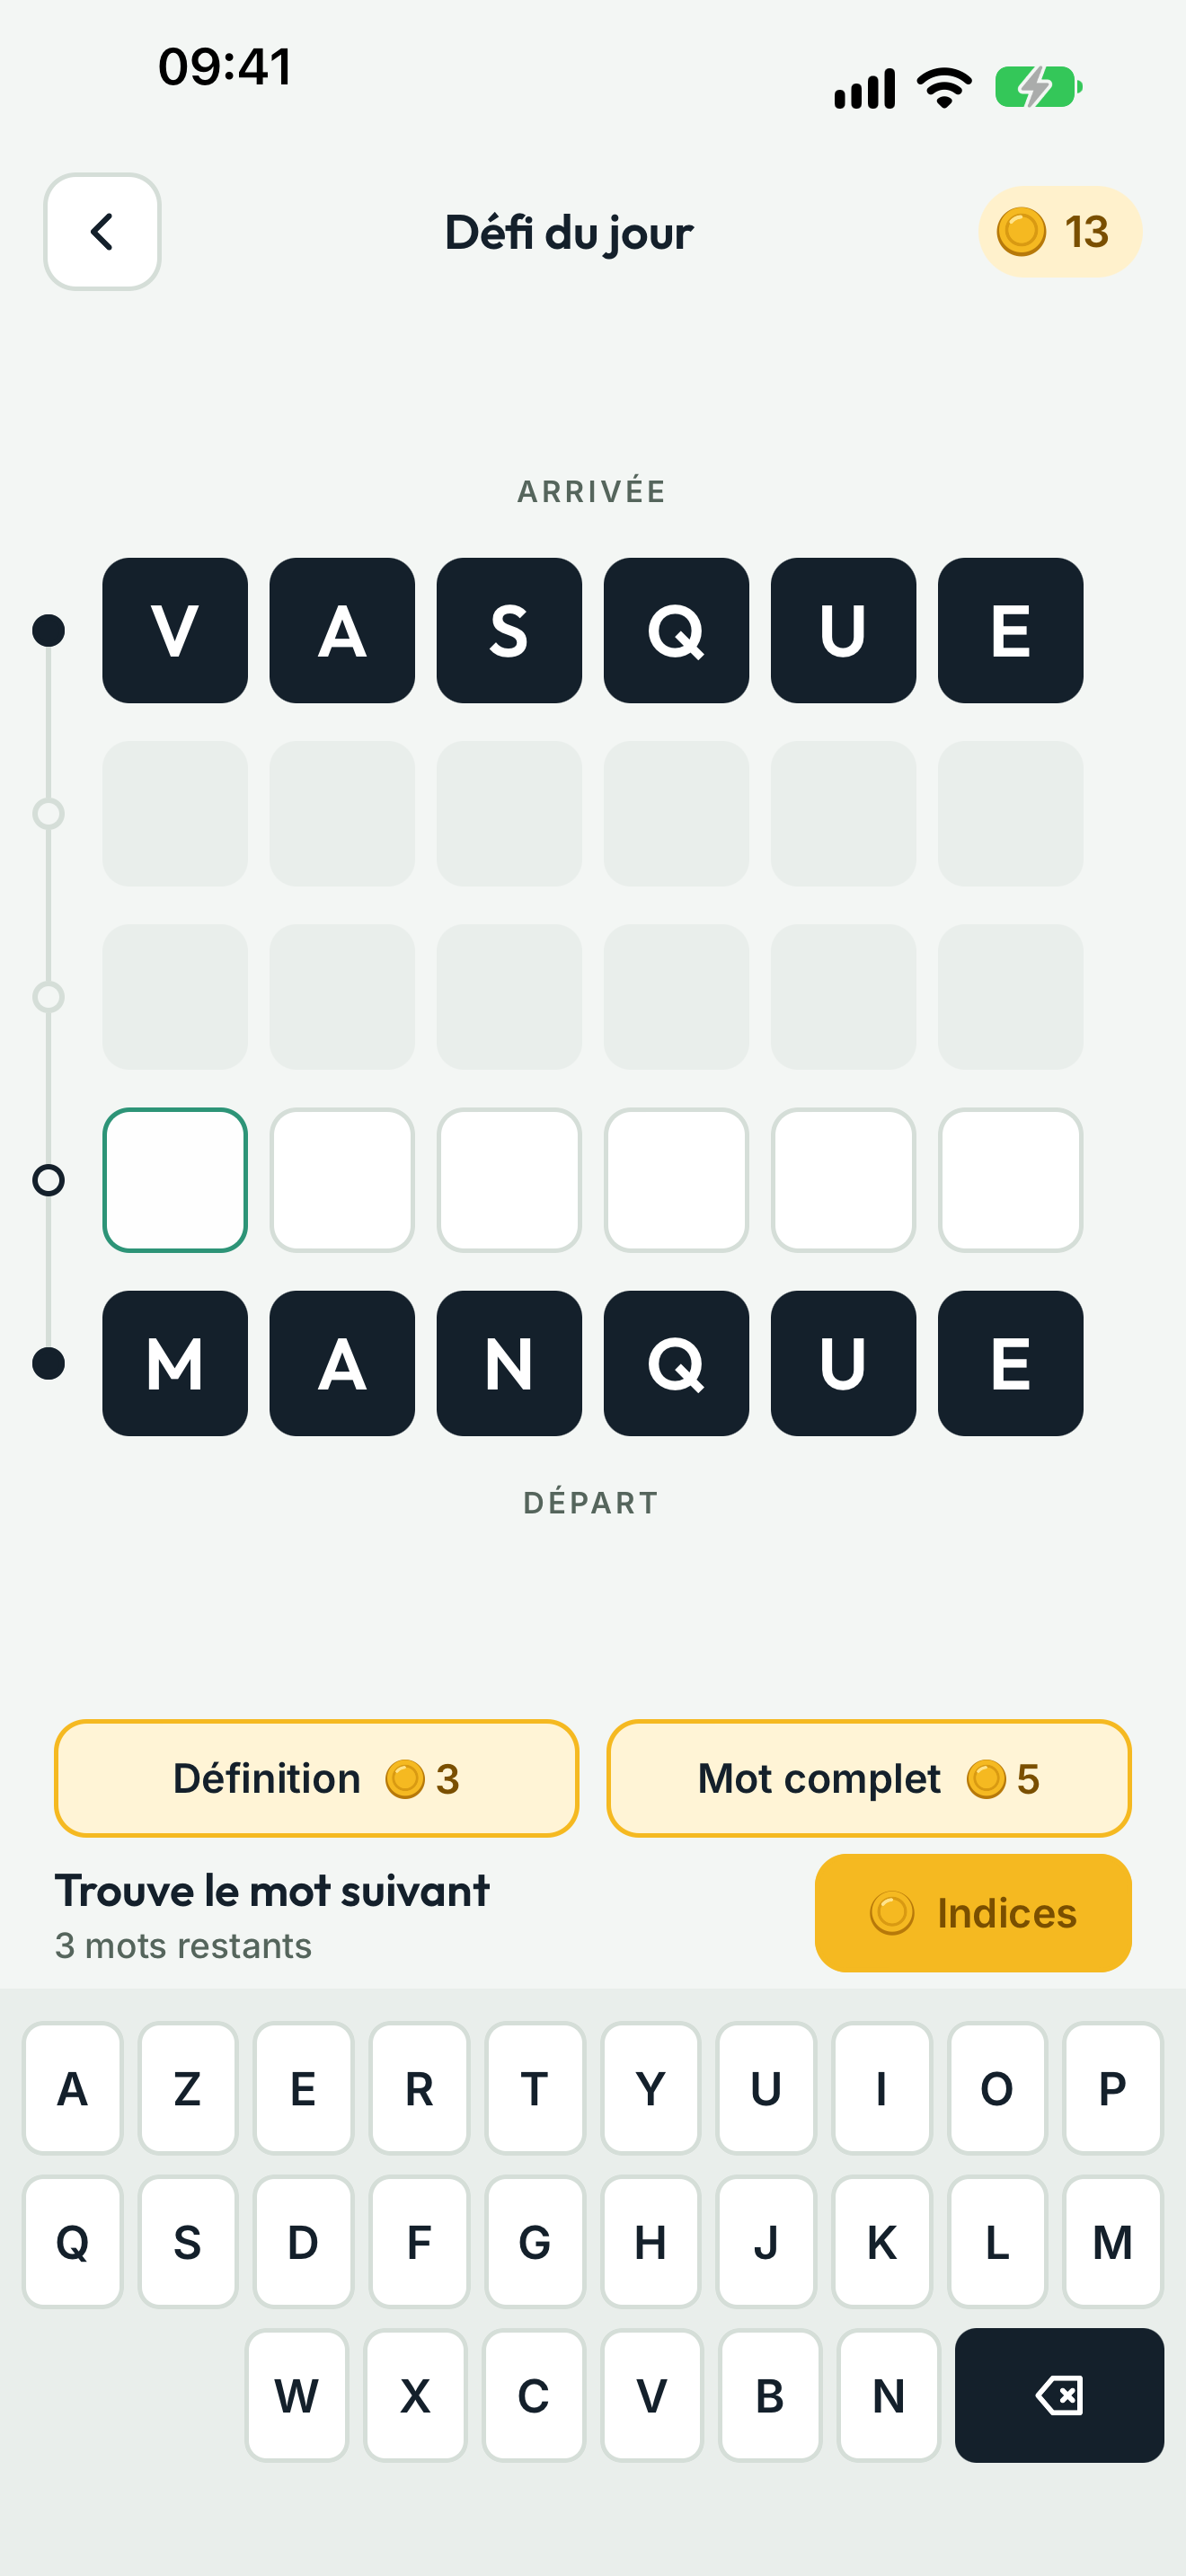 09:41
Défi du jour
13
ARRIVÉE
V A S Q U E
M A N Q U E
DÉPART
Définition 3
Mot complet 5
Trouve le mot suivant
3 mots restants
Indices
A Z E R T Y U I O P
Q S D F G H J K L M
W X C V B N